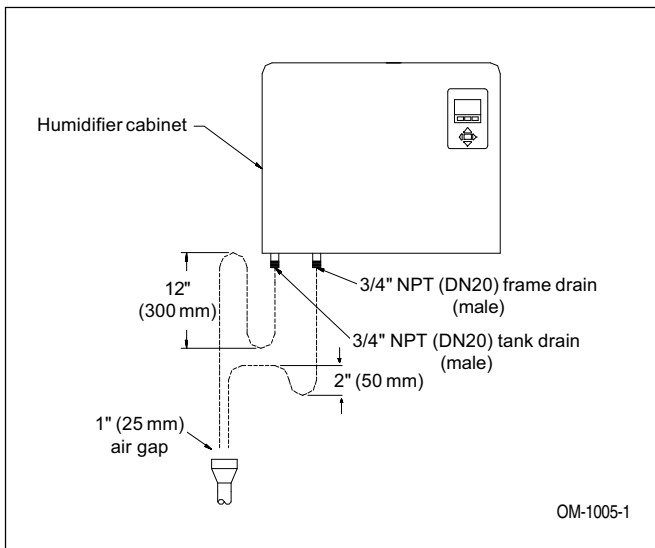 Humidifier cabinet
12"
(300 mm)
3/4" NPT (DN20) frame drain
(male)
3/4" NPT (DN20) tank drain
(male)
2" (50 mm)
1" (25 mm)
air gap
OM-1005-1